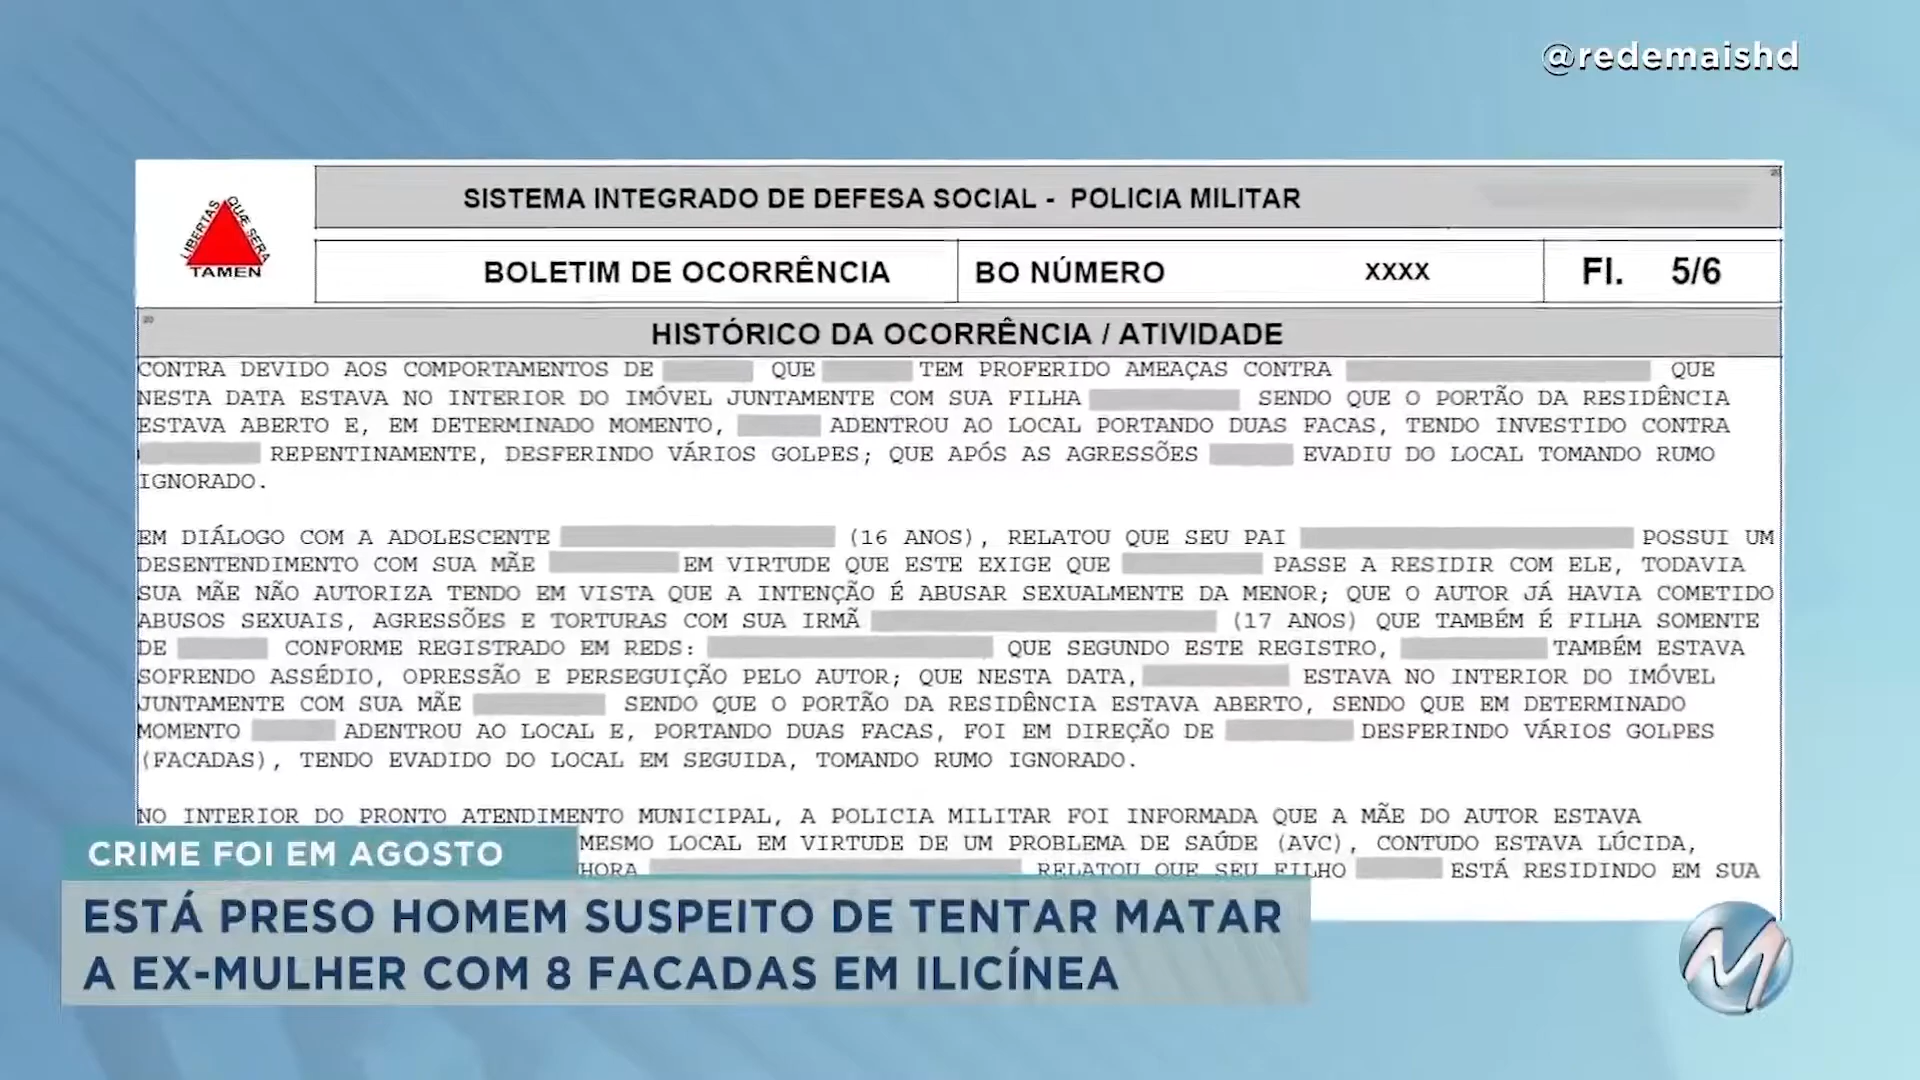 @redemaishd
SISTEMA INTEGRADO DE DEFESA SOCIAL - POLICIA MILITAR
LIBERTAS QUÆ SERA
TAMEN
BOLETIM DE OCORRÊNCIA BO NÚMERO XXXX Fl. 5/6
HISTÓRICO DA OCORRÊNCIA / ATIVIDADE
CONTRA DEVIDO AOS COMPORTAMENTOS DE QUE TEM PROFERIDO AMEAÇAS CONTRA QUE
NESTA DATA ESTAVA NO INTERIOR DO IMÓVEL JUNTAMENTE COM SUA FILHA SENDO QUE O PORTÃO DA RESIDÊNCIA
ESTAVA ABERTO E, EM DETERMINADO MOMENTO, ADENTROU AO LOCAL PORTANDO DUAS FACAS, TENDO INVESTIDO CONTRA
REPENTINAMENTE, DESFERINDO VÁRIOS GOLPES; QUE APÓS AS AGRESSÕES EVADIU DO LOCAL TOMANDO RUMO
IGNORADO.
EM DIÁLOGO COM A ADOLESCENTE (16 ANOS), RELATOU QUE SEU PAI POSSUI UM
DESENTENDIMENTO COM SUA MÃE EM VIRTUDE QUE ESTE EXIGE QUE PASSE A RESIDIR COM ELE, TODAVIA
SUA MÃE NÃO AUTORIZA TENDO EM VISTA QUE A INTENÇÃO É ABUSAR SEXUALMENTE DA MENOR; QUE O AUTOR JÁ HAVIA COMETIDO
ABUSOS SEXUAIS, AGRESSÕES E TORTURAS COM SUA IRMÃ (17 ANOS) QUE TAMBÉM É FILHA SOMENTE
DE CONFORME REGISTRADO EM REDS: QUE SEGUNDO ESTE REGISTRO, TAMBÉM ESTAVA
SOFRENDO ASSÉDIO, OPRESSÃO E PERSEGUIÇÃO PELO AUTOR; QUE NESTA DATA, ESTAVA NO INTERIOR DO IMÓVEL
JUNTAMENTE COM SUA MÃE SENDO QUE O PORTÃO DA RESIDÊNCIA ESTAVA ABERTO, SENDO QUE EM DETERMINADO
MOMENTO ADENTROU AO LOCAL E, PORTANDO DUAS FACAS, FOI EM DIREÇÃO DE DESFERINDO VÁRIOS GOLPES
(FACADAS), TENDO EVADIDO DO LOCAL EM SEGUIDA, TOMANDO RUMO IGNORADO.
NO INTERIOR DO PRONTO ATENDIMENTO MUNICIPAL, A POLICIA MILITAR FOI INFORMADA QUE A MÃE DO AUTOR ESTAVA
MESMO LOCAL EM VIRTUDE DE UM PROBLEMA DE SAÚDE (AVC), CONTUDO ESTAVA LÚCIDA,
HORA RELATOU QUE SEU FILHO ESTÁ RESIDINDO EM SUA
CRIME FOI EM AGOSTO
ESTÁ PRESO HOMEM SUSPEITO DE TENTAR MATAR
A EX-MULHER COM 8 FACADAS EM ILICÍNEA
M